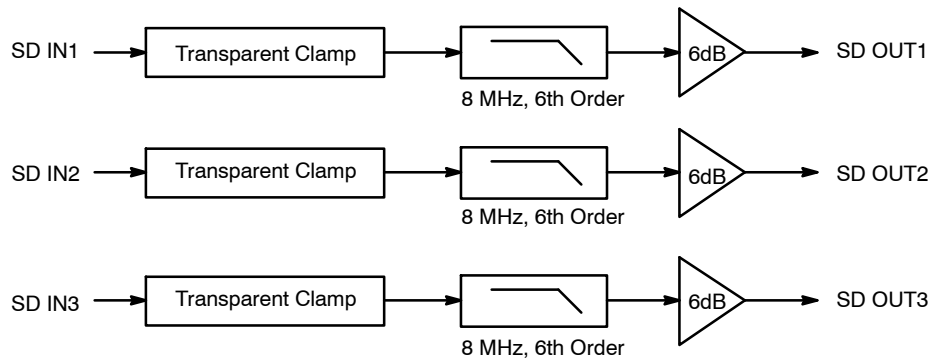 SD IN1 Transparent Clamp 6dB SD OUT1
8 MHz, 6th Order
SD IN2 Transparent Clamp 6dB SD OUT2
8 MHz, 6th Order
SD IN3 Transparent Clamp 6dB SD OUT3
8 MHz, 6th Order